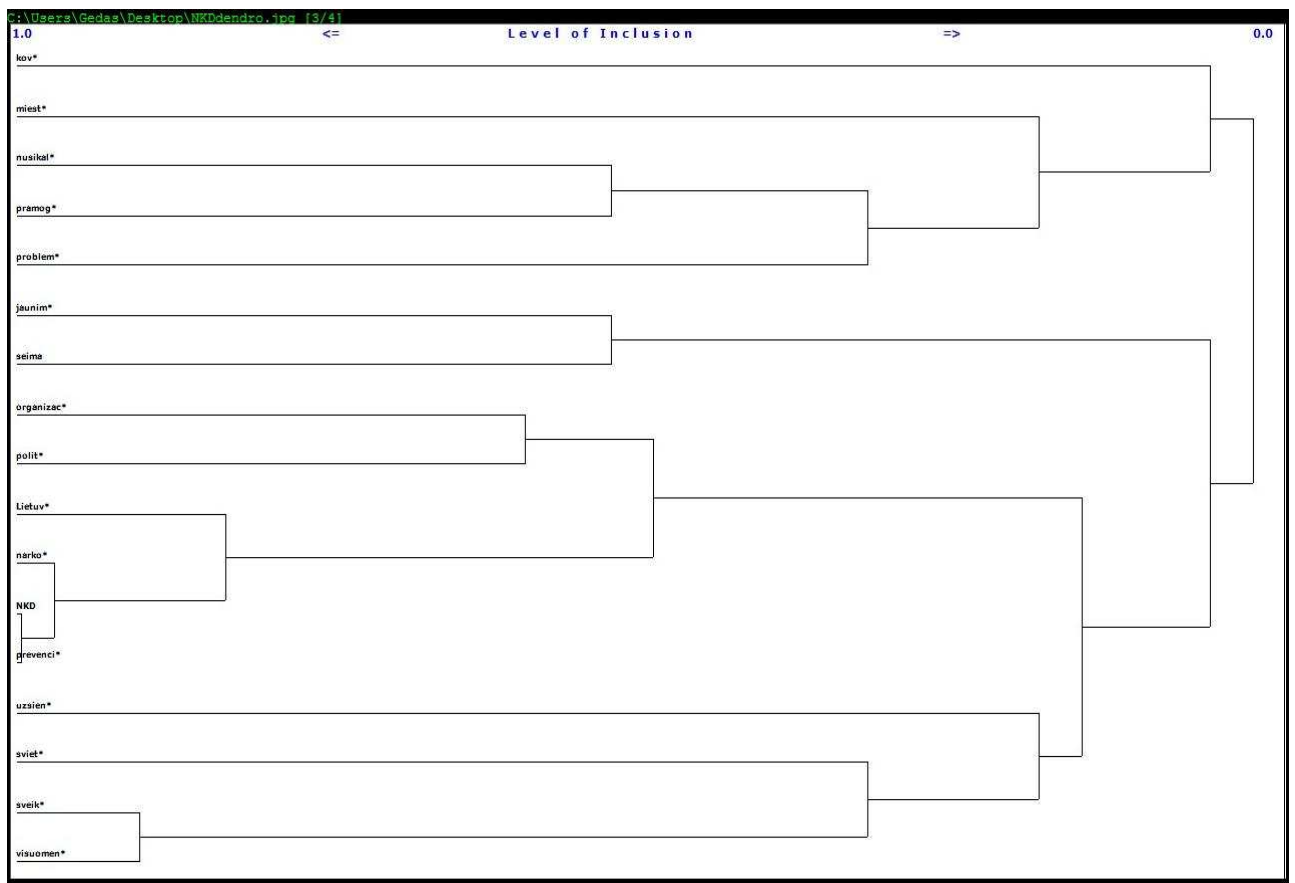 C:\Users\Gedas\Desktop\NKDdendro.jpg [3/4]
1.0 <= Level of Inclusion => 0.0
kov*
miest*
nusikal*
pramog*
problem*
jaunim*
seima
organizac*
polit*
Lietuv*
narko*
NKD
prevenci*
uzsien*
sviet*
sveik*
visuomen*